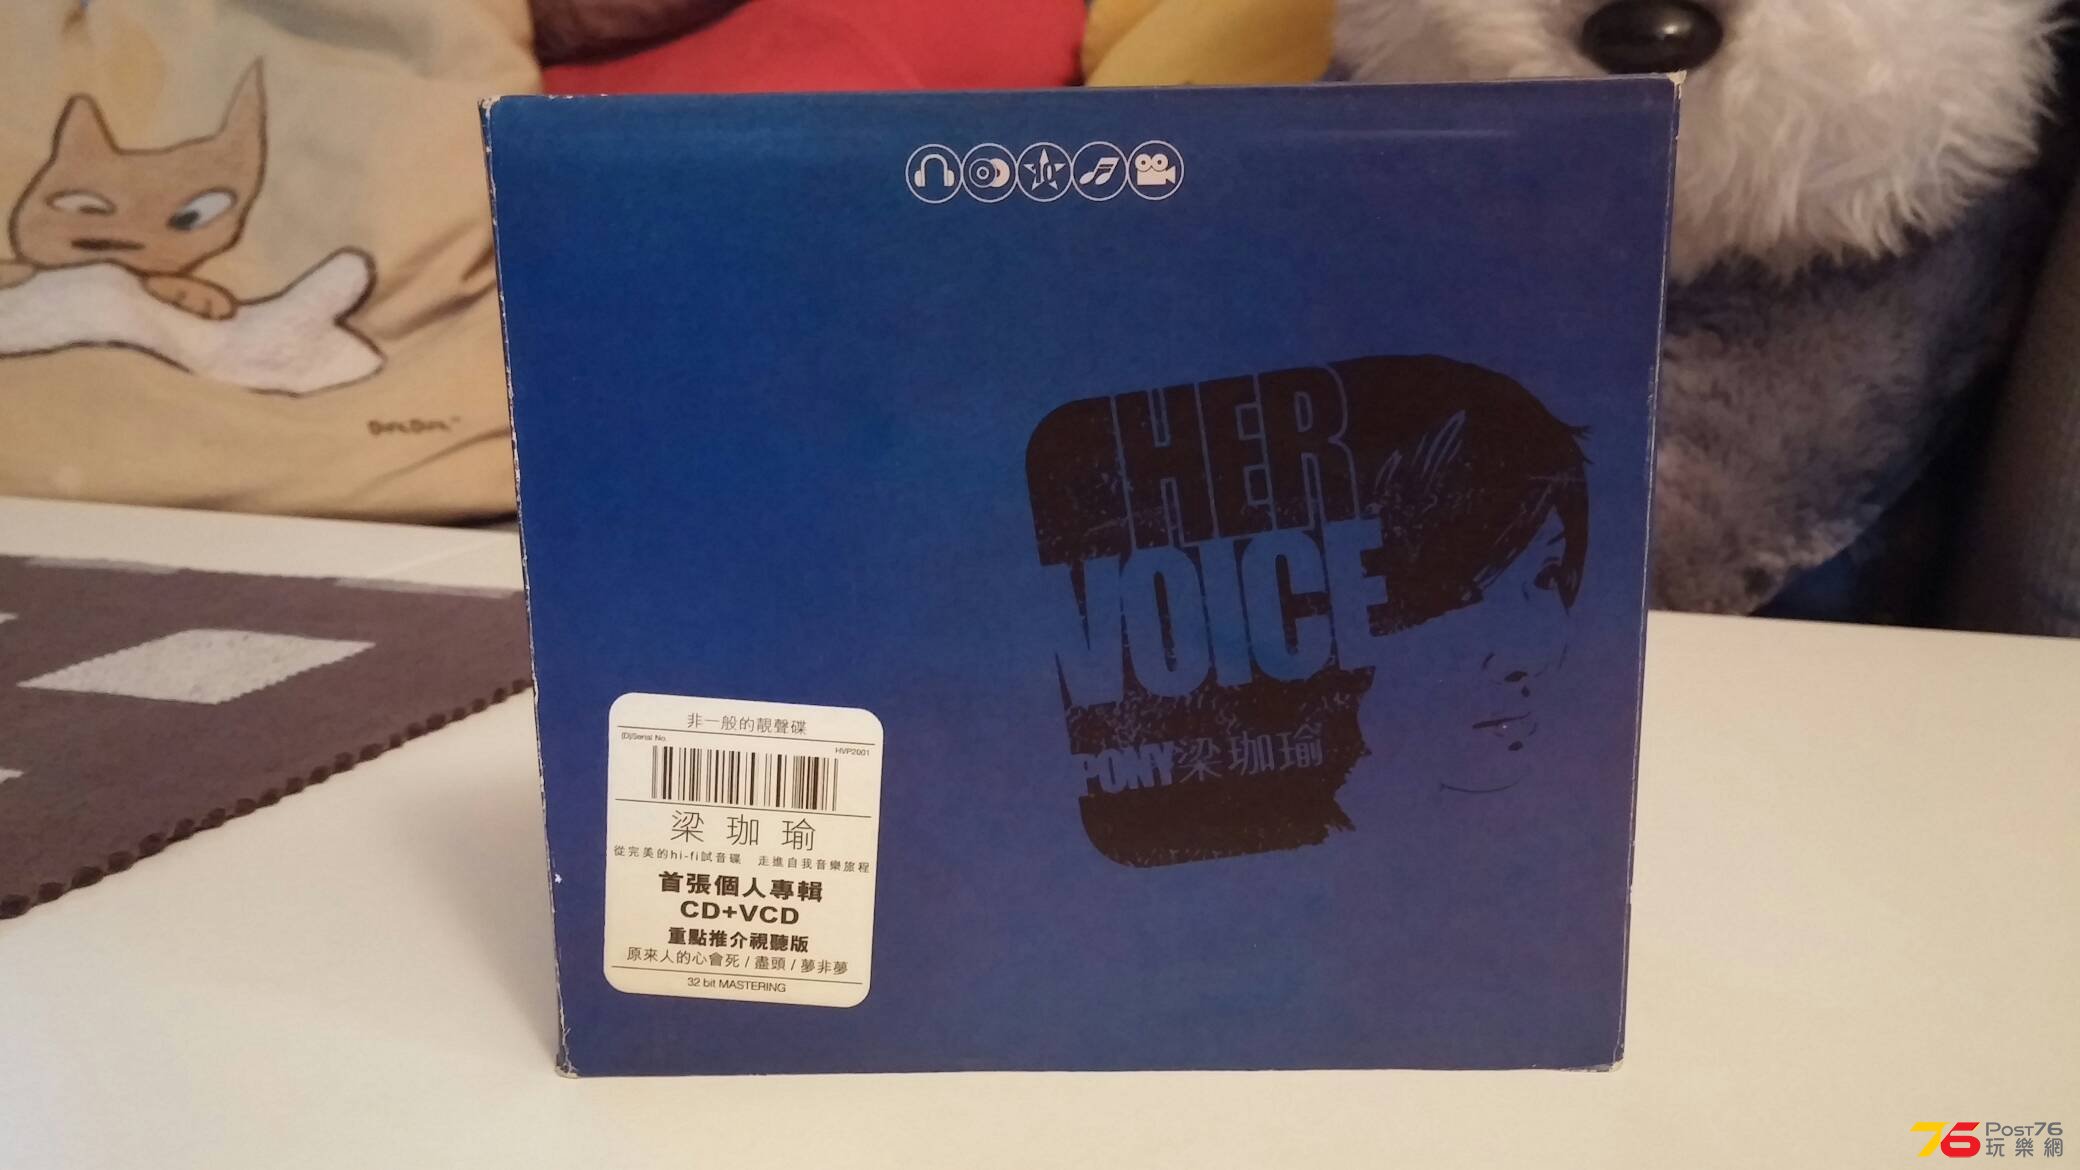 10
HER
VOICE
PONY梁珈瑜
非一般的靚聲碟
(D)Serial No.
HVP2001
梁珈瑜
從完美的hi-fi試音碟 走進自我音樂旅程
首張個人專輯
CD+VCD
重點推介視聽版
原來人的心會死 / 盡頭 / 夢非夢
32 bit MASTERING
76 POST76
玩樂網